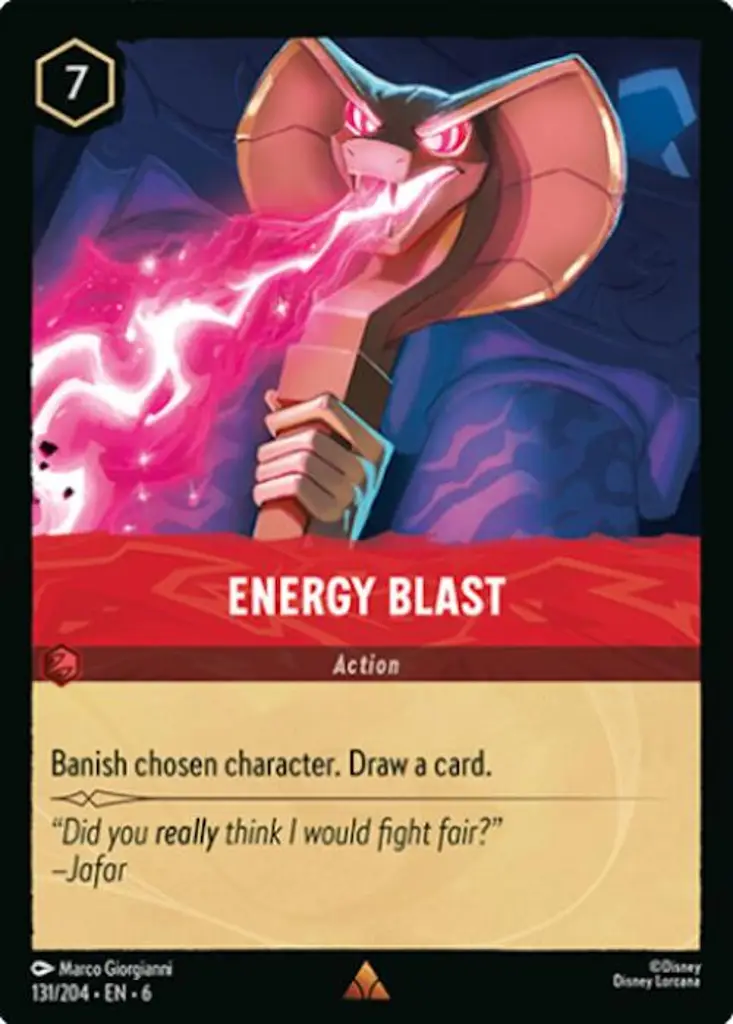 7
ENERGY BLAST
Action
Banish chosen character. Draw a card.
“Did you really think I would fight fair?”
–Jafar
Marco Giorgianni
©Disney
131/204 • EN • 6
Disney Lorcana